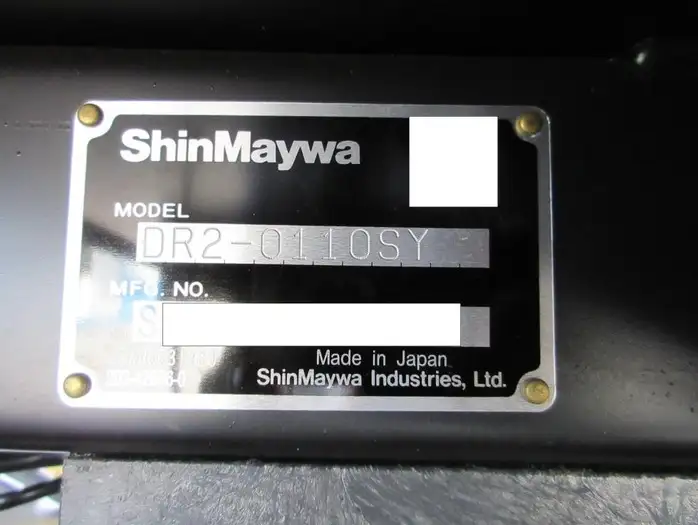 ShinMaywa
MODEL
DR2-0110SY
MFG. NO.
S
Made in Japan
ShinMaywa Industries, Ltd.